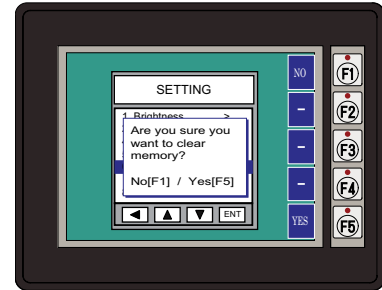 SETTING
1 Brightness >
Are you sure you
want to clear
memory?
No[F1] / Yes[F5]
ENT
NO
-
-
-
YES
F1
F2
F3
F4
F5